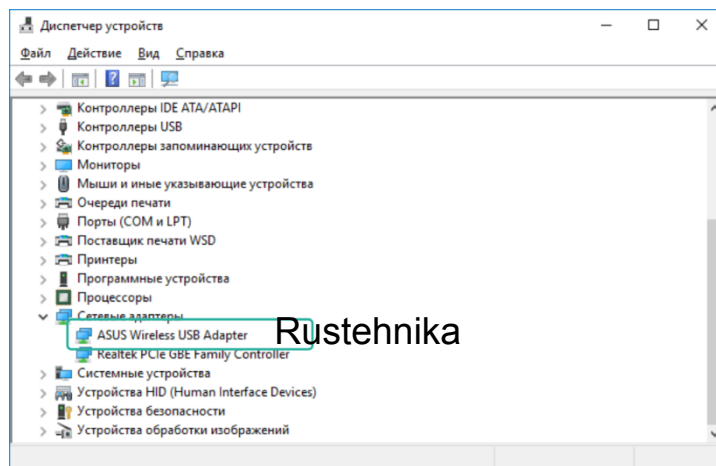 Диспетчер устройств
Файл Действие Вид Справка
Контроллеры IDE ATA/ATAPI
Контроллеры USB
Контроллеры запоминающих устройств
Мониторы
Мыши и иные указывающие устройства
Очереди печати
Порты (COM и LPT)
Поставщик печати WSD
Принтеры
Программные устройства
Процессоры
Сетевые адаптеры
ASUS Wireless USB Adapter Rustehnika
Realtek PCIe GBE Family Controller
Системные устройства
Устройства HID (Human Interface Devices)
Устройства безопасности
Устройства обработки изображений